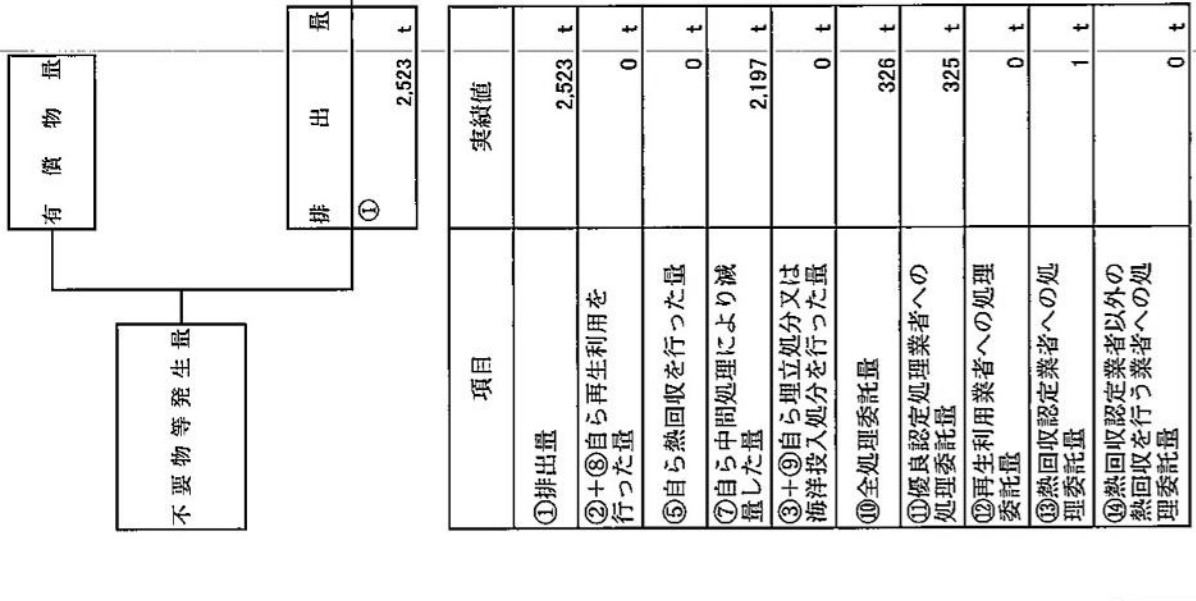 有償物量
不要物等発生量
排出量
①
2,523 t
項目 実績値
①排出量 2,523 t
②+⑧自ら再生利用を
行った量 0 t
⑤自ら熱回収を行った量 0 t
⑦自ら中間処理により減
量した量 2,197 t
③+⑨自ら埋立処分又は
海洋投入処分を行った量 0 t
⑩全処理委託量 326 t
⑪優良認定処理業者への
処理委託量 325 t
⑫再生利用業者への処理
委託量 0 t
⑬熱回収認定業者への処
理委託量 1 t
⑭熱回収認定業者以外の
熱回収を行う業者への処
理委託量 0 t